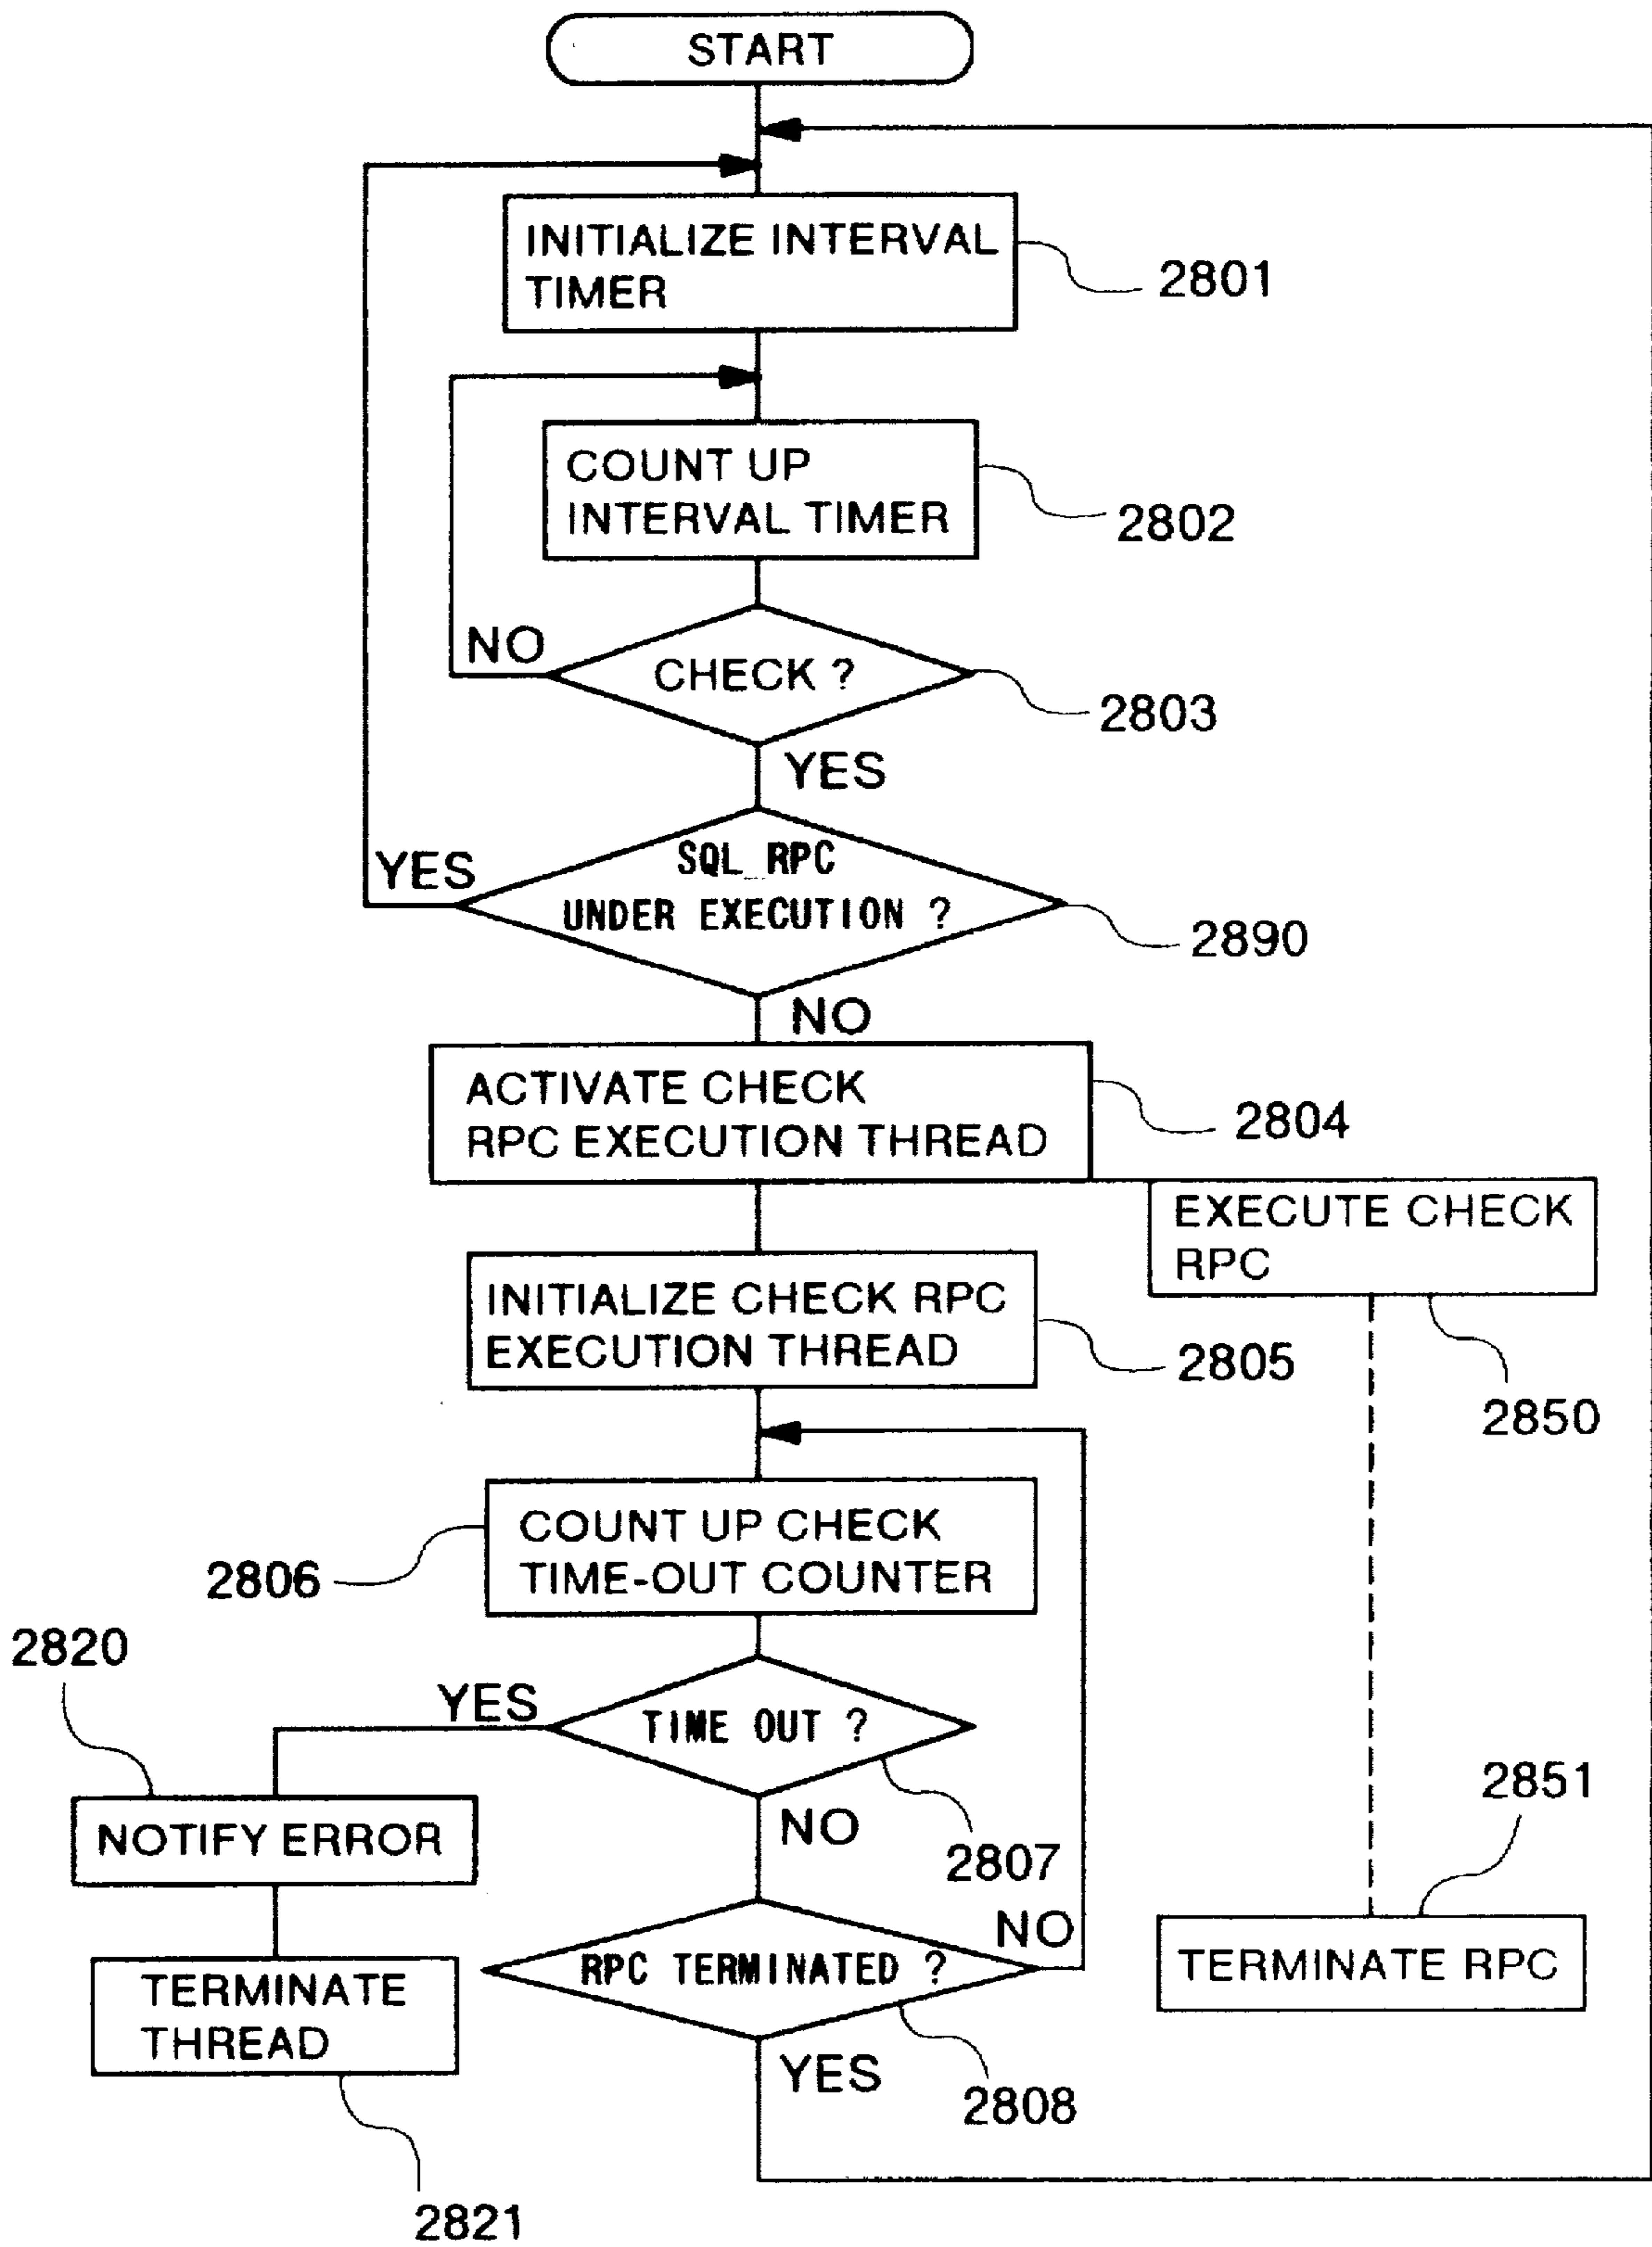 START
INITIALIZE INTERVAL
TIMER
2801
COUNT UP
INTERVAL TIMER
2802
NO
CHECK ?
2803
YES
YES
SQL_RPC
UNDER EXECUTION ?
2890
NO
ACTIVATE CHECK
RPC EXECUTION THREAD
2804
EXECUTE CHECK
RPC
2850
INITIALIZE CHECK RPC
EXECUTION THREAD
2805
COUNT UP CHECK
TIME-OUT COUNTER
2806
2820
YES
TIME OUT ?
2807
NO
NOTIFY ERROR
2851
NO
RPC TERMINATED ?
2808
TERMINATE RPC
TERMINATE
THREAD
YES
2821